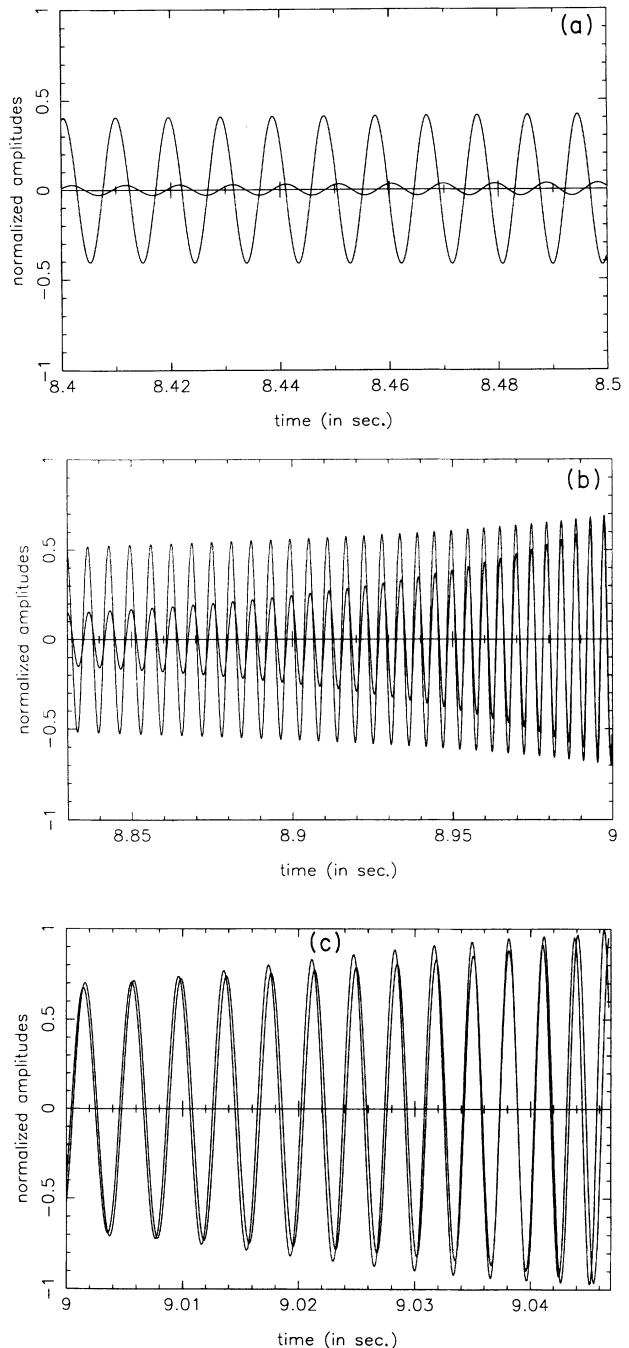 (a)
1
0.5
0
−0.5
−1
normalized amplitudes
8.4 8.42 8.44 8.46 8.48 8.5
time (in sec.)
(b)
1
0.5
0
−0.5
−1
normalized amplitudes
8.85 8.9 8.95 9
time (in sec.)
(c)
1
0.5
0
−0.5
−1
normalized amplitudes
9 9.01 9.02 9.03 9.04
time (in sec.)